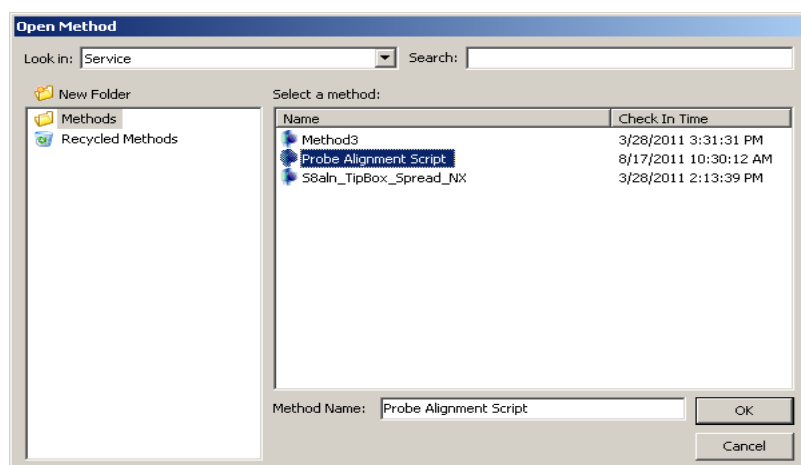 Open Method
Look in: Service Search:
New Folder Select a method:
Methods Name Check In Time
Recycled Methods Method3 3/28/2011 3:31:31 PM
Probe Alignment Script 8/17/2011 10:30:12 AM
S8aln_TipBox_Spread_NX 3/28/2011 2:13:39 PM
Method Name: Probe Alignment Script OK
Cancel